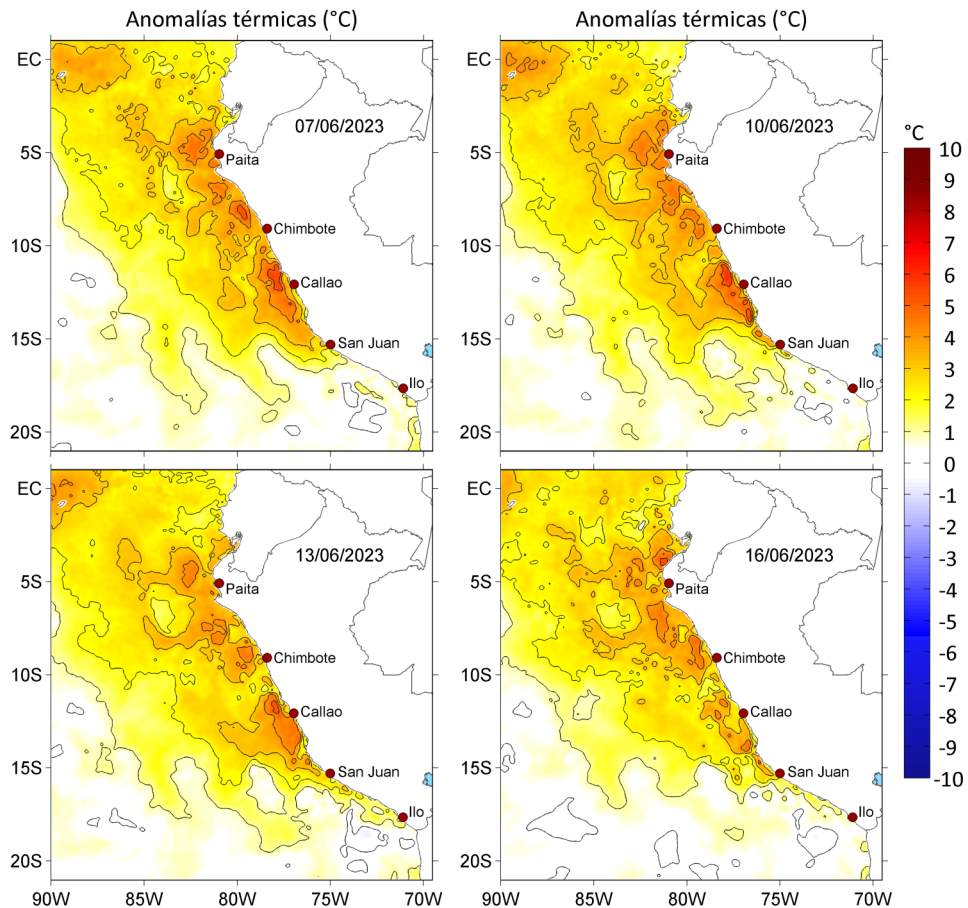 Anomalías térmicas (°C)
Anomalías térmicas (°C)
EC
5S
10S
15S
20S
07/06/2023
Paita
Chimbote
Callao
San Juan
Ilo
EC
5S
10S
15S
20S
10/06/2023
Paita
Chimbote
Callao
San Juan
Ilo
EC
5S
10S
15S
20S
13/06/2023
Paita
Chimbote
Callao
San Juan
Ilo
90W 85W 80W 75W 70W
EC
5S
10S
15S
20S
16/06/2023
Paita
Chimbote
Callao
San Juan
Ilo
90W 85W 80W 75W 70W
°C
10
9
8
7
6
5
4
3
2
1
0
-1
-2
-3
-4
-5
-6
-7
-8
-9
-10